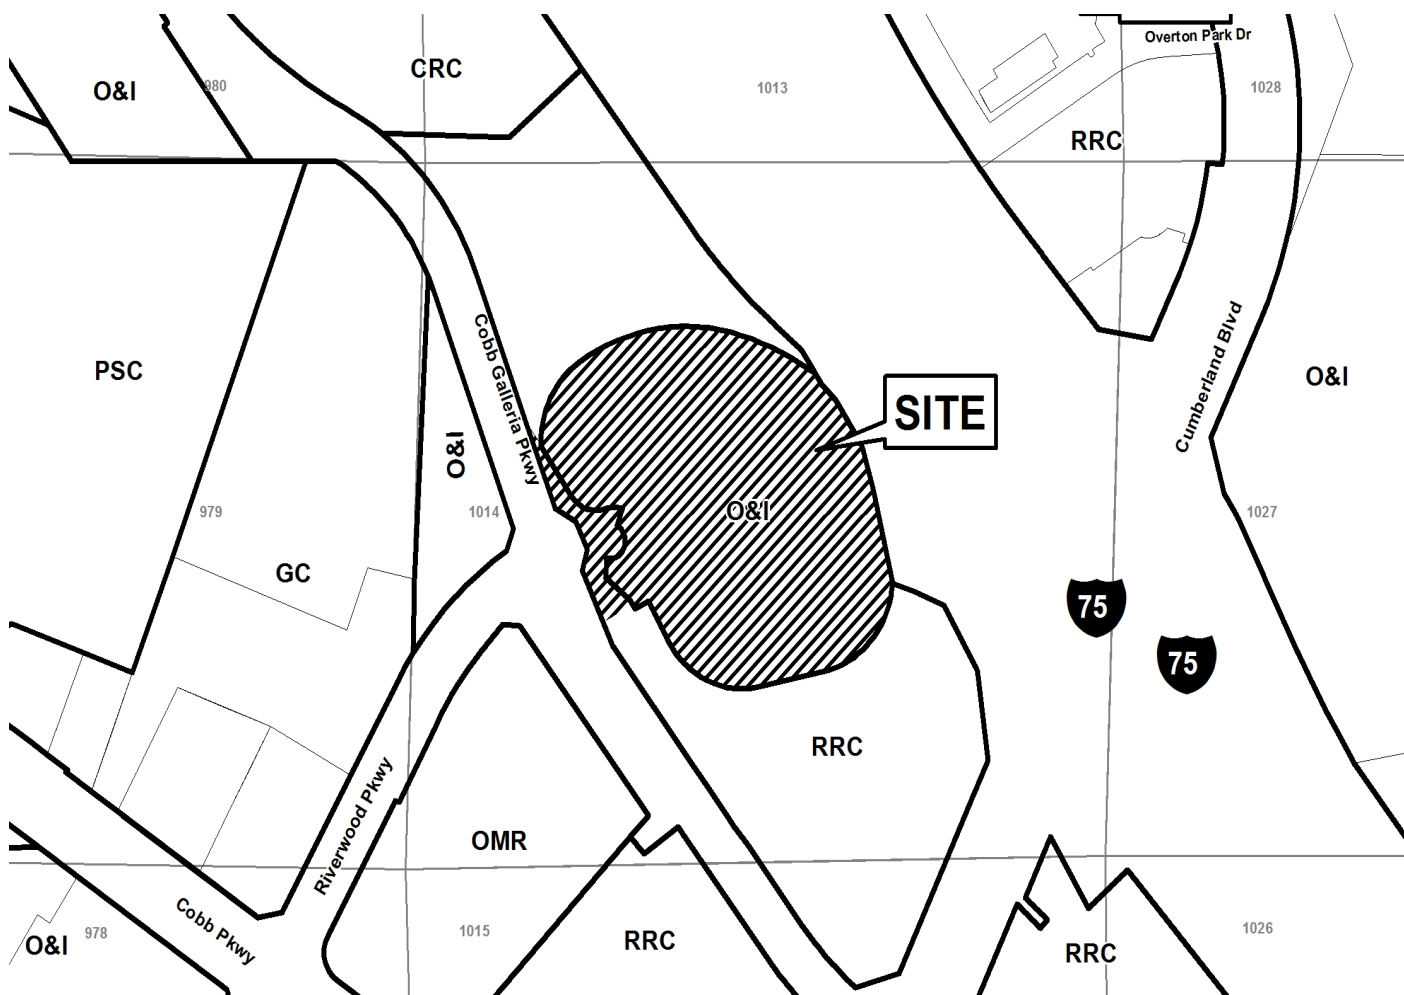 Overton Park Dr
CRC
O&I
980
1013
1028
RRC
Cobb Galleria Pkwy
Cumberland Blvd
PSC
O&I
SITE
O&I
979
1014
O&I
1027
GC
75
75
RRC
Riverwood Pkwy
OMR
Cobb Pkwy
O&I
978
1015
RRC
RRC
1026